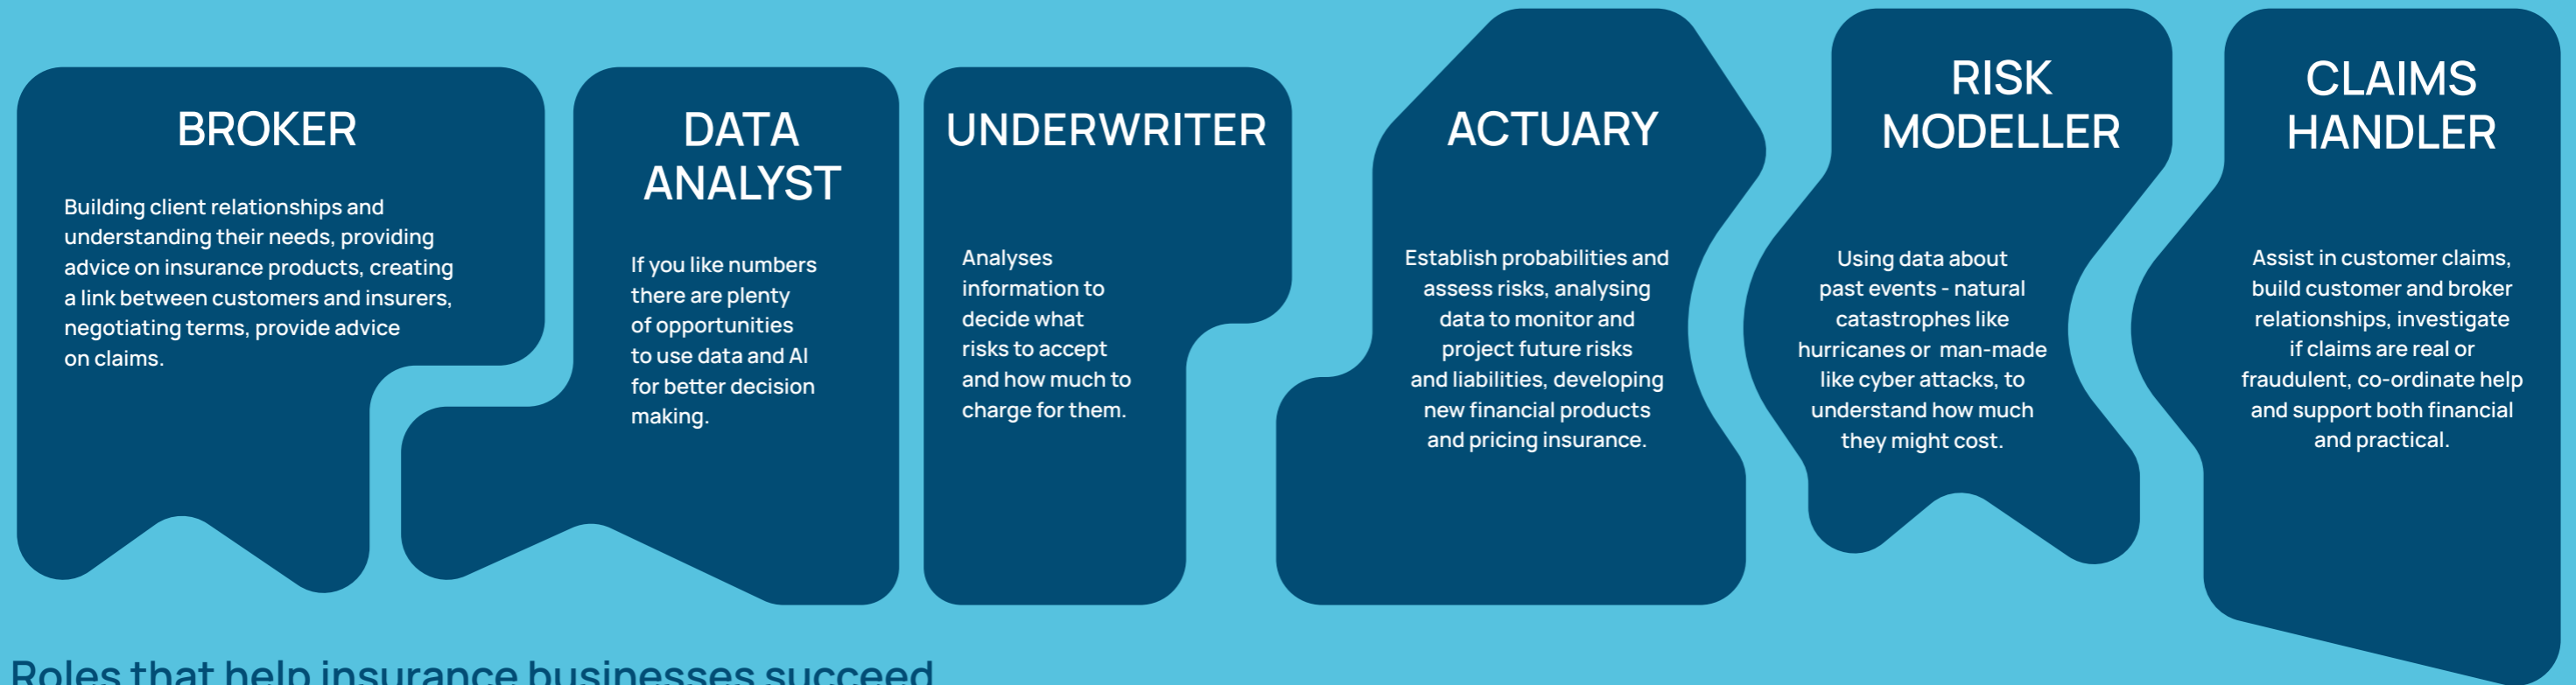 BROKER
Building client relationships and
understanding their needs, providing
advice on insurance products, creating
a link between customers and insurers,
negotiating terms, provide advice
on claims.
DATA
ANALYST
If you like numbers
there are plenty
of opportunities
to use data and AI
for better decision
making.
UNDERWRITER
Analyses
information to
decide what
risks to accept
and how much to
charge for them.
ACTUARY
Establish probabilities and
assess risks, analysing
data to monitor and
project future risks
and liabilities, developing
new financial products
and pricing insurance.
RISK
MODELLER
Using data about
past events - natural
catastrophes like
hurricanes or  man-made
like cyber attacks, to
understand how much
they might cost.
CLAIMS
HANDLER
Assist in customer claims,
build customer and broker
relationships, investigate
if claims are real or
fraudulent, co-ordinate help
and support both financial
and practical.
Roles that help insurance businesses succeed